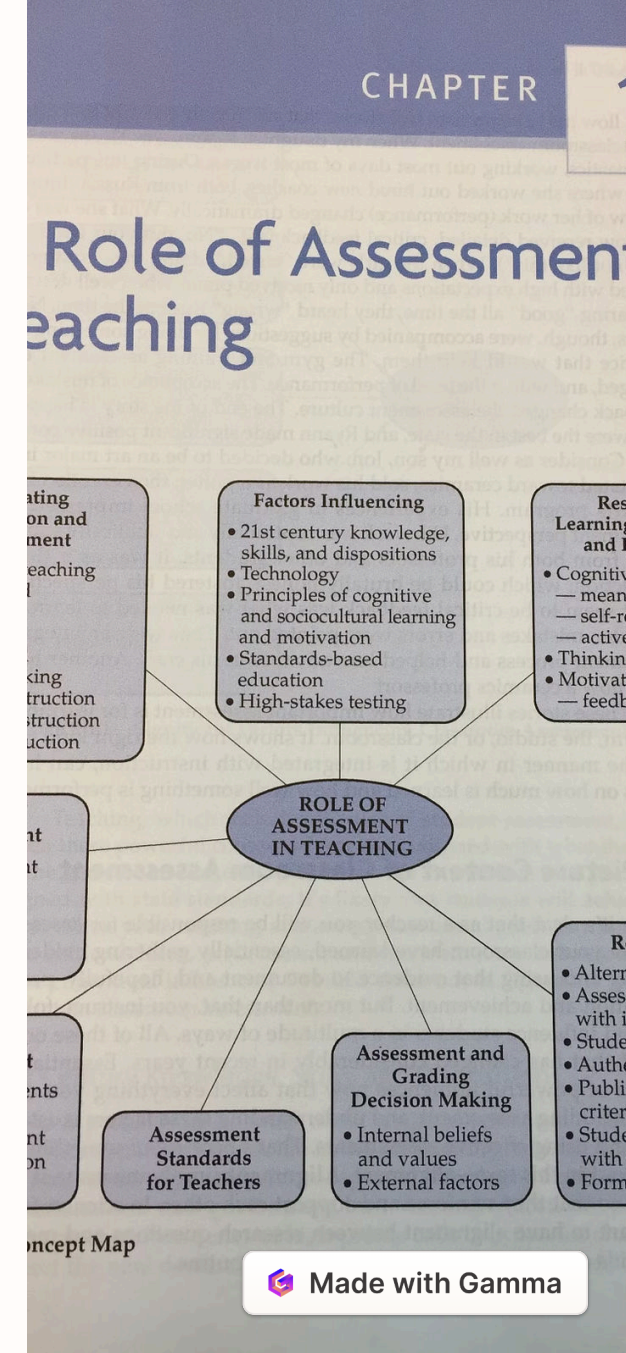 CHAPTER
Role of Assessment
eaching
ating
on and
ment
eaching
king
truction
struction
uction
Factors Influencing
• 21st century knowledge,
skills, and dispositions
• Technology
• Principles of cognitive
and sociocultural learning
and motivation
• Standards-based
education
• High-stakes testing
Res
Learning
and
• Cognitiv
— mean
— self-re
— active
• Thinkin
• Motivat
— feedb
ROLE OF
ASSESSMENT
IN TEACHING
nt
nt
t
ents
nt
on
Assessment
Standards
for Teachers
Assessment and
Grading
Decision Making
• Internal beliefs
and values
• External factors
R
• Altern
• Asses
with i
• Stude
• Authe
• Publi
criter
• Stude
with
• Form
oncept Map
Made with Gamma